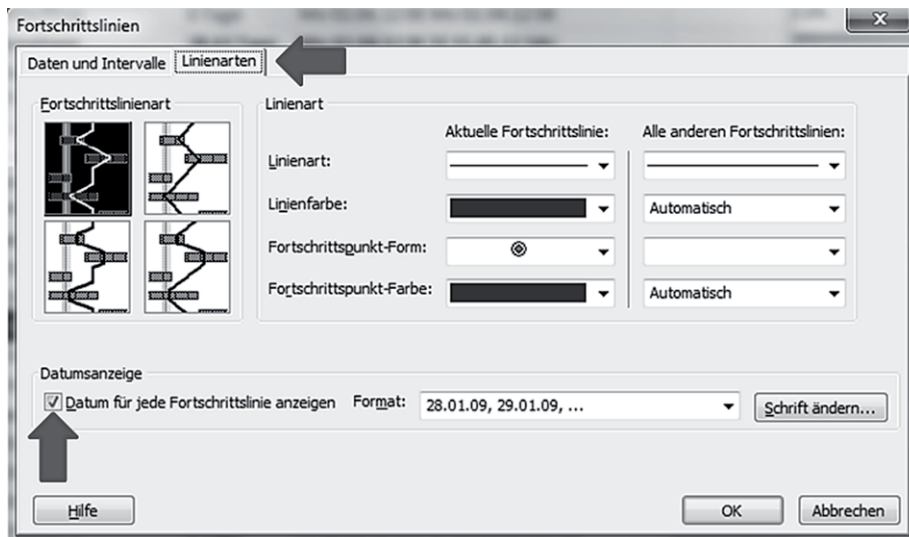 Fortschrittslinien
Daten und Intervalle Linienarten
Fortschrittslinienart
Linienart
Aktuelle Fortschrittslinie: Alle anderen Fortschrittslinien:
Linienart:
Linienfarbe: Automatisch
Fortschrittspunkt-Form:
Fortschrittspunkt-Farbe: Automatisch
Datumsanzeige
Datum für jede Fortschrittslinie anzeigen Format: 28.01.09, 29.01.09, ... Schrift ändern...
Hilfe OK Abbrechen